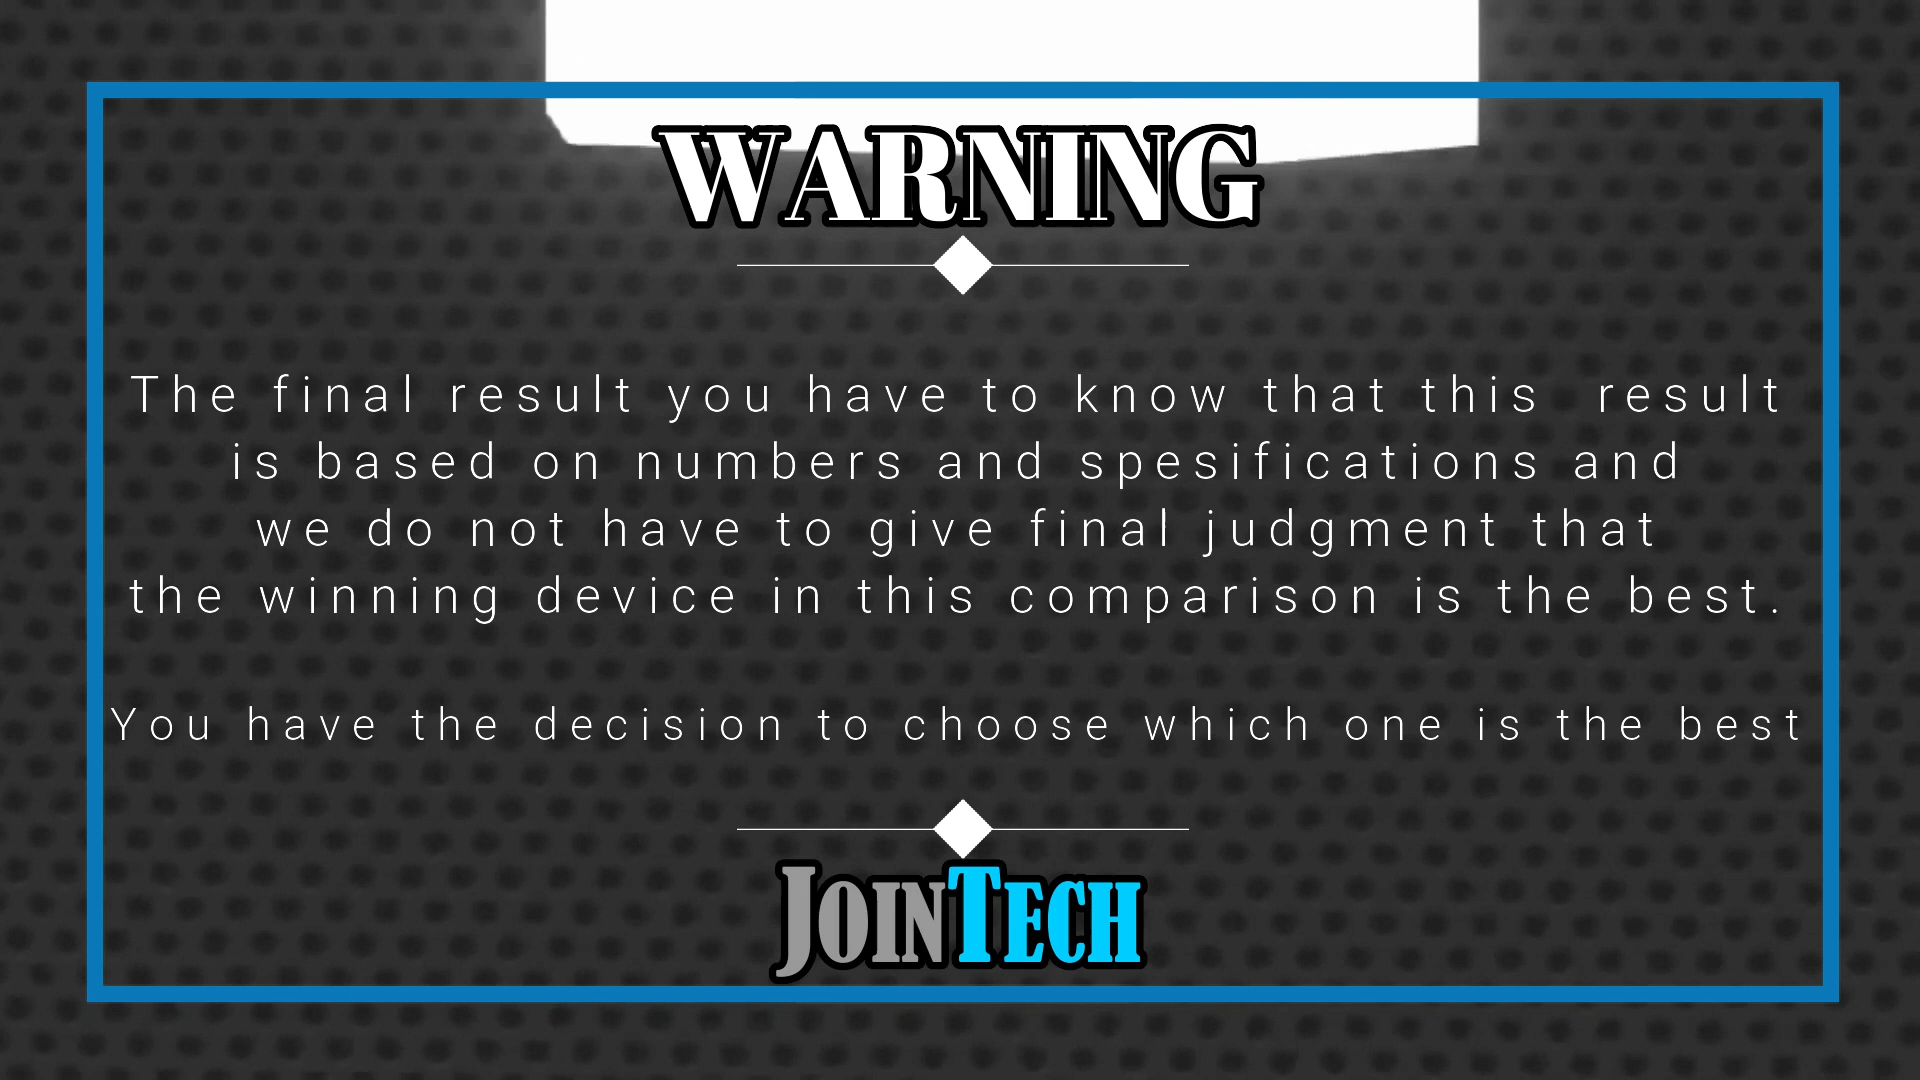 WARNING
The final result you have to know that this result
is based on numbers and spesifications and
we do not have to give final judgment that
the winning device in this comparison is the best.
You have the decision to choose which one is the best
JOINTECH